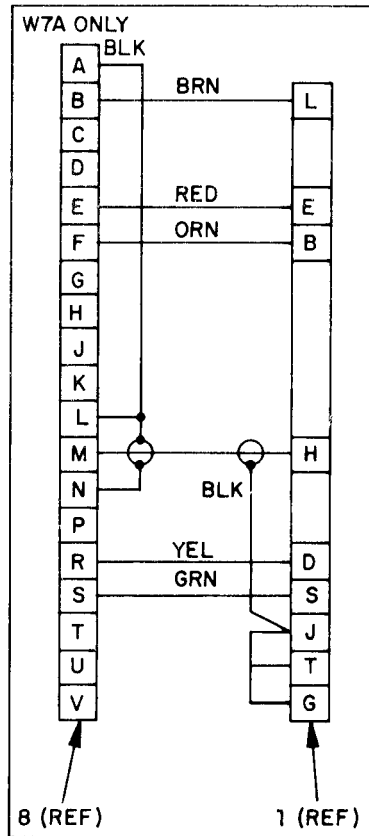 W7A ONLY
BLK
A
B BRN L
C
D
E RED E
F ORN B
G
H
J
K
L
M H
N BLK
P
R YEL D
S GRN S
T J
U T
V G
8 (REF) 1 (REF)